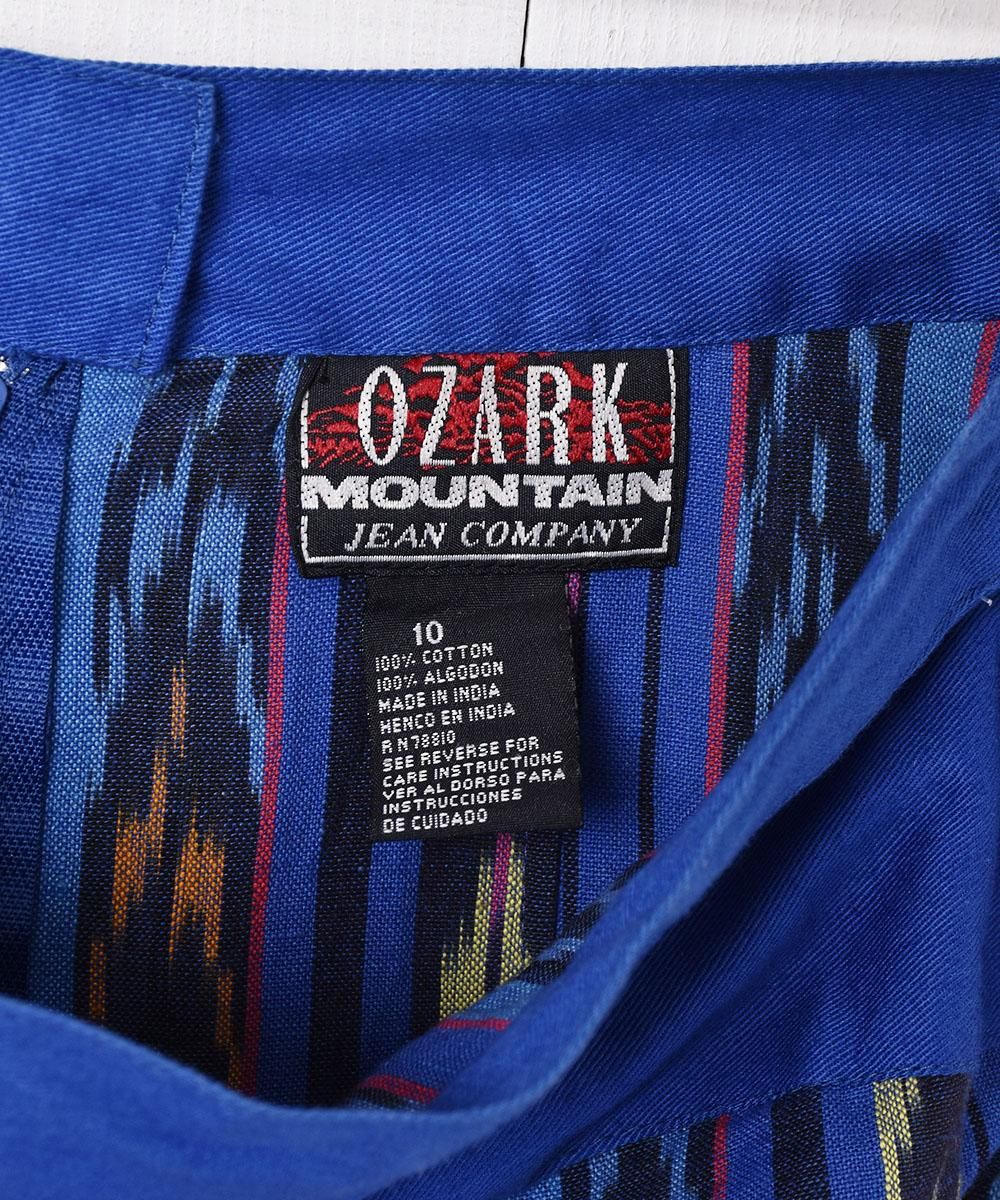 OZARK
MOUNTAIN
JEAN COMPANY
10
100% COTTON
100% ALGODON
MADE IN INDIA
HENCO EN INDIA
RN78810
SEE REVERSE FOR
CARE INSTRUCTIONS
VER AL DORSO PARA
INSTRUCCIONES
DE CUIDADO